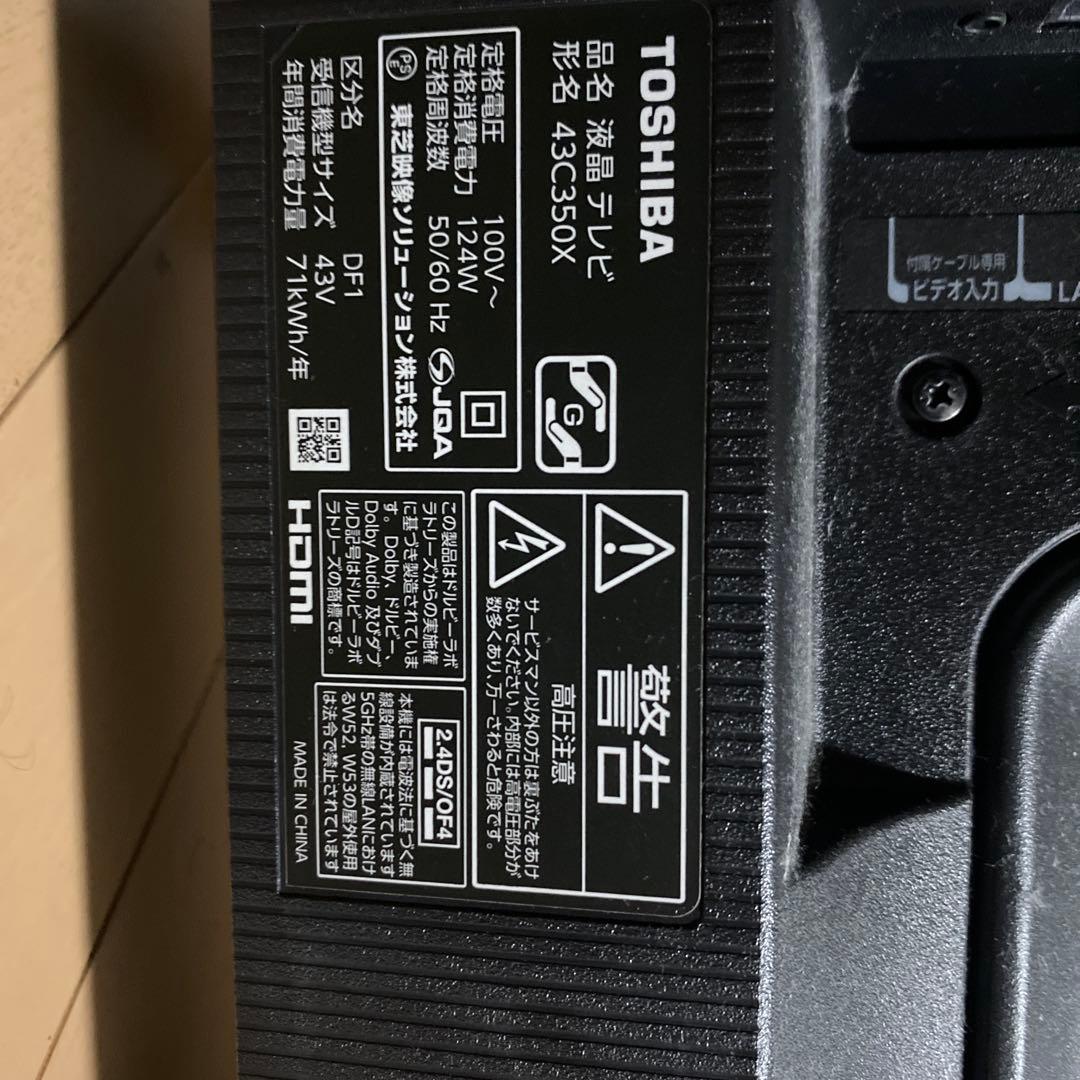 TOSHIBA
品名 液晶テレビ
形名 43C350X
定格電圧 100V~
定格消費電力 124W
定格周波数 50/60 Hz
PS
E
JQA
東芝映像ソリューション株式会社
区分名 DF1
受信機型サイズ 43V
年間消費電力量 71kWh/年
G
警告
高圧注意
サービスマン以外の方は裏ぶたをあけ
ないでください。内部には高電圧部分が
数多くあり、万一さわると危険です。
この製品はドルビーラボ
ラトリーズからの実施権
に基づき製造されていま
す。Dolby、ドルビー、
Dolby Audio 及びダブ
ルD記号はドルビーラボ
ラトリーズの商標です。
2.4DS/OF4
本機には電波法に基づく無
線設備が内蔵されています
5GHz帯の無線LANにおけ
るW52, W53の屋外使用
は法令で禁止されています
HDMI
MADE IN CHINA
付属ケーブル専用
ビデオ入力
LA